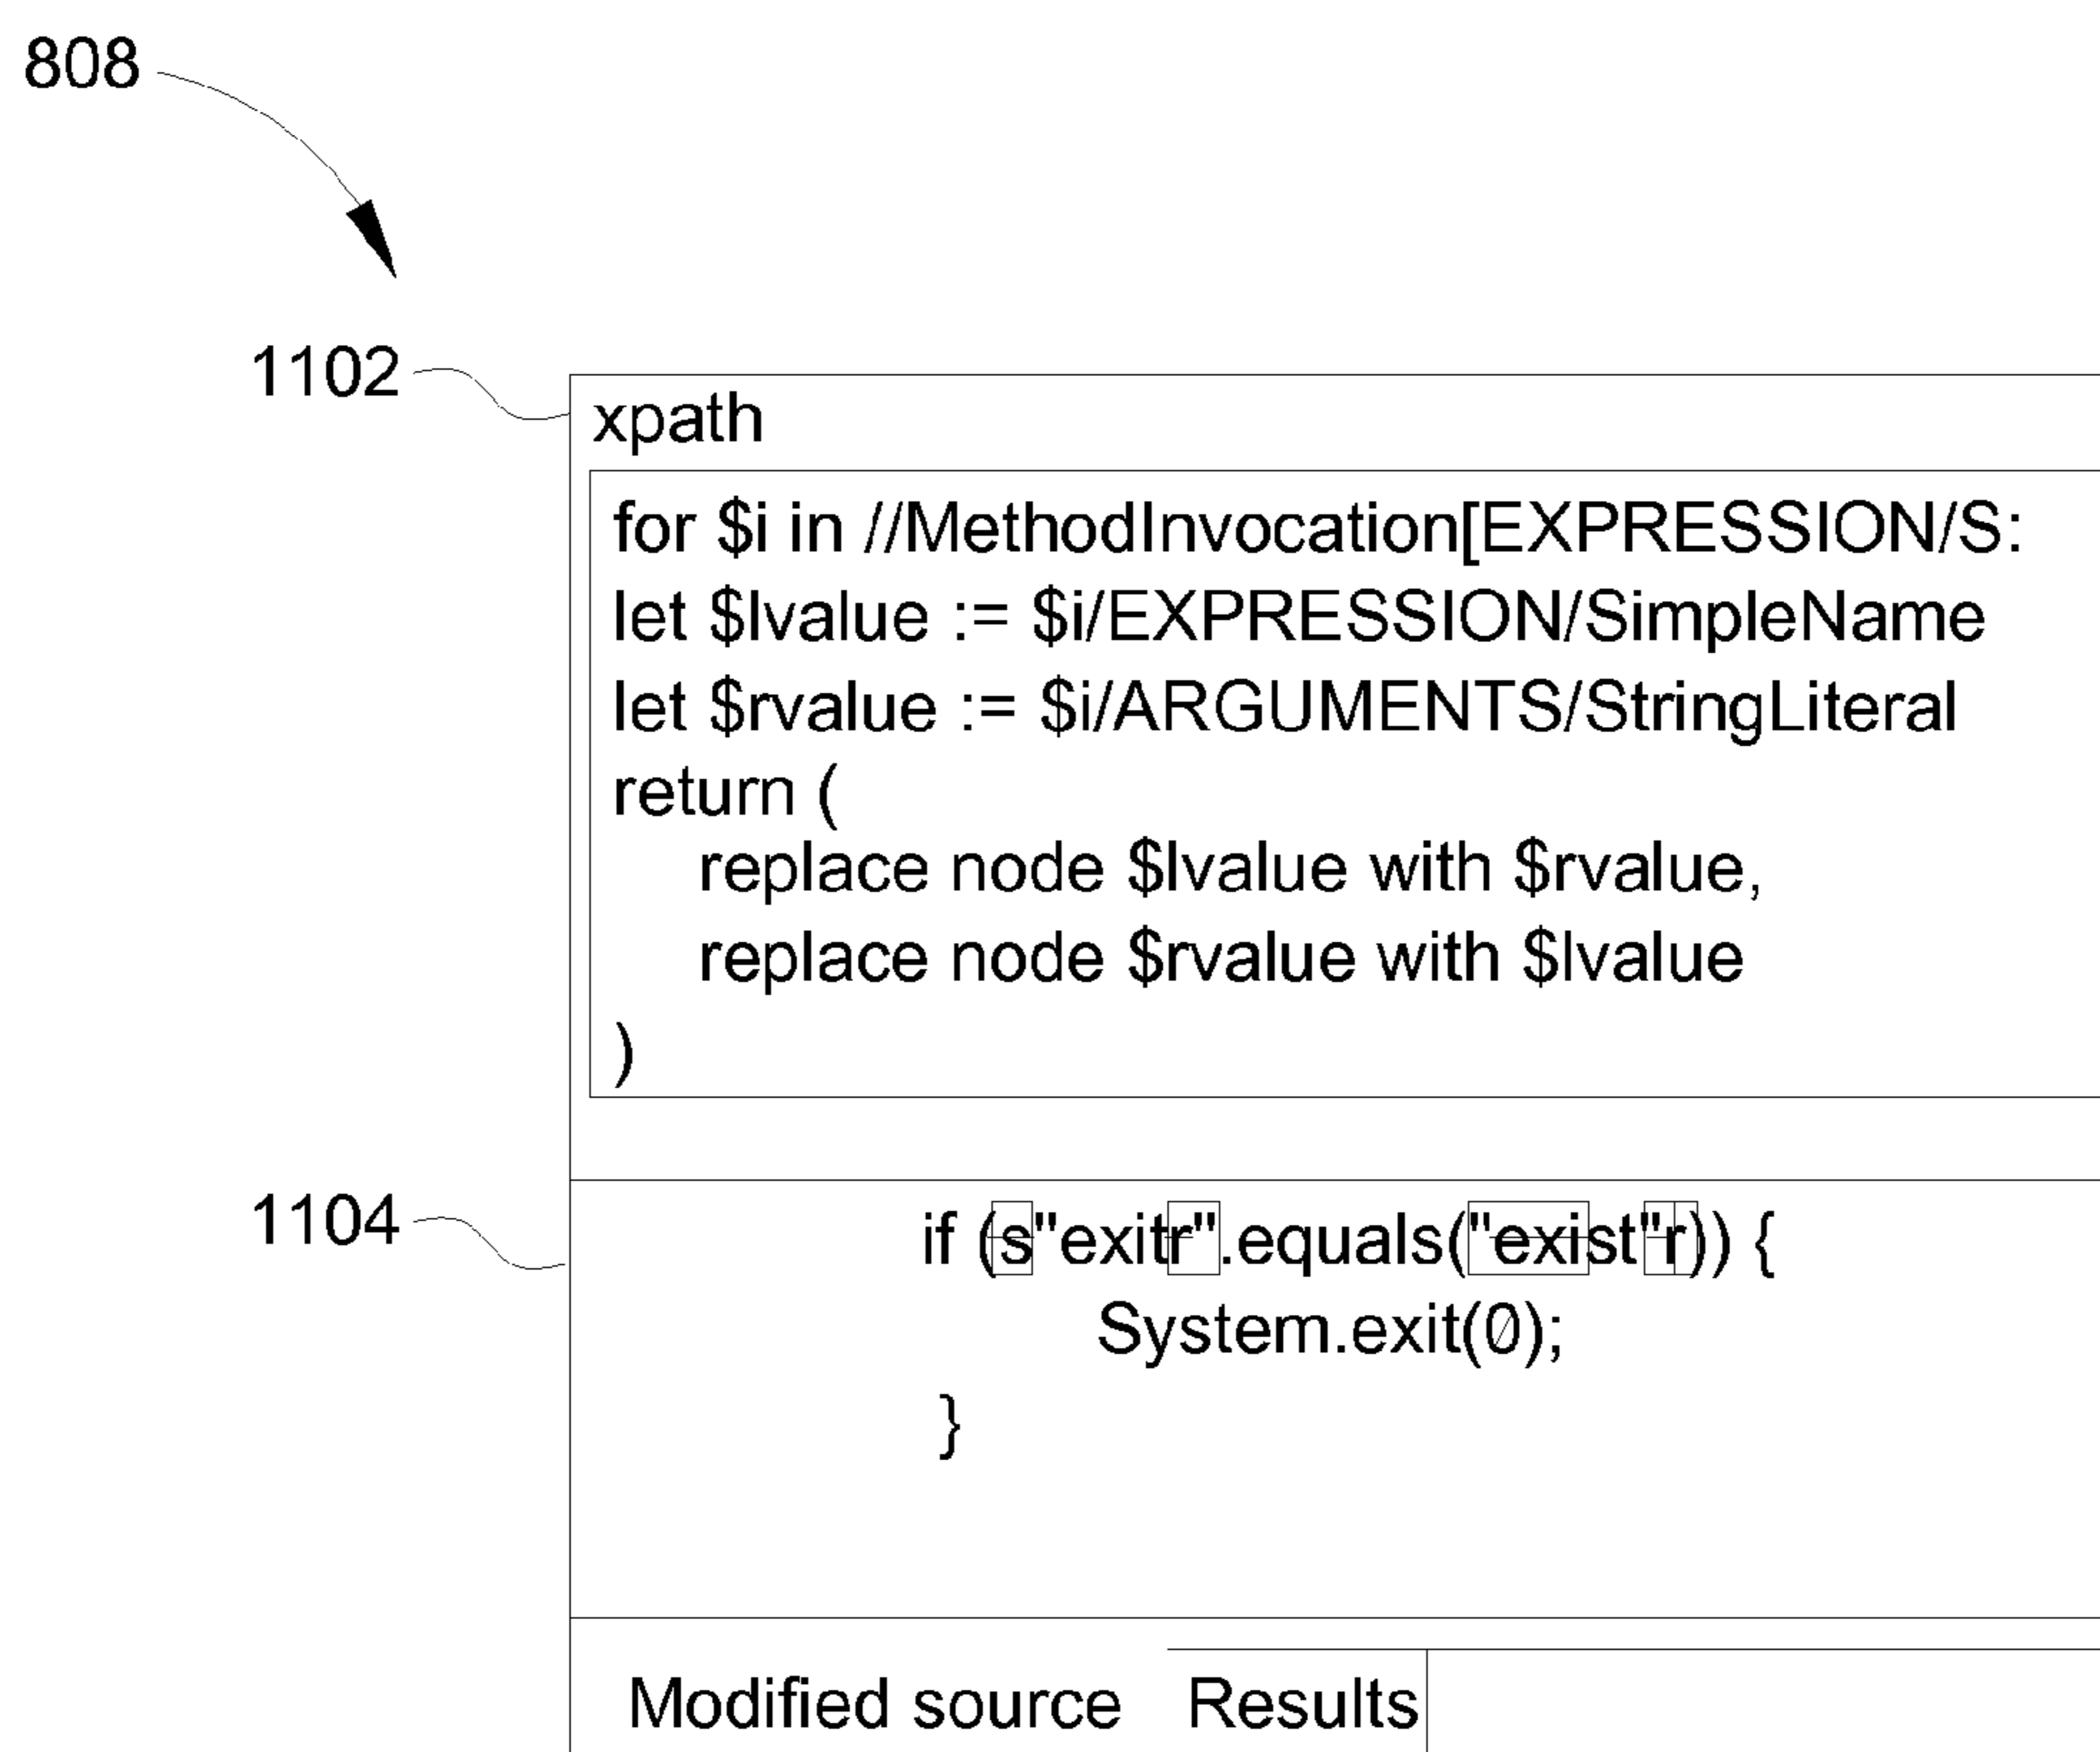 808
1102
xpath
for $i in //MethodInvocation[EXPRESSION/S:
let $lvalue := $i/EXPRESSION/SimpleName
let $rvalue := $i/ARGUMENTS/StringLiteral
return (
replace node $lvalue with $rvalue,
replace node $rvalue with $lvalue
)
1104
if (s"exitr".equals("exist"r)) {
System.exit(0);
}
Modified source Results